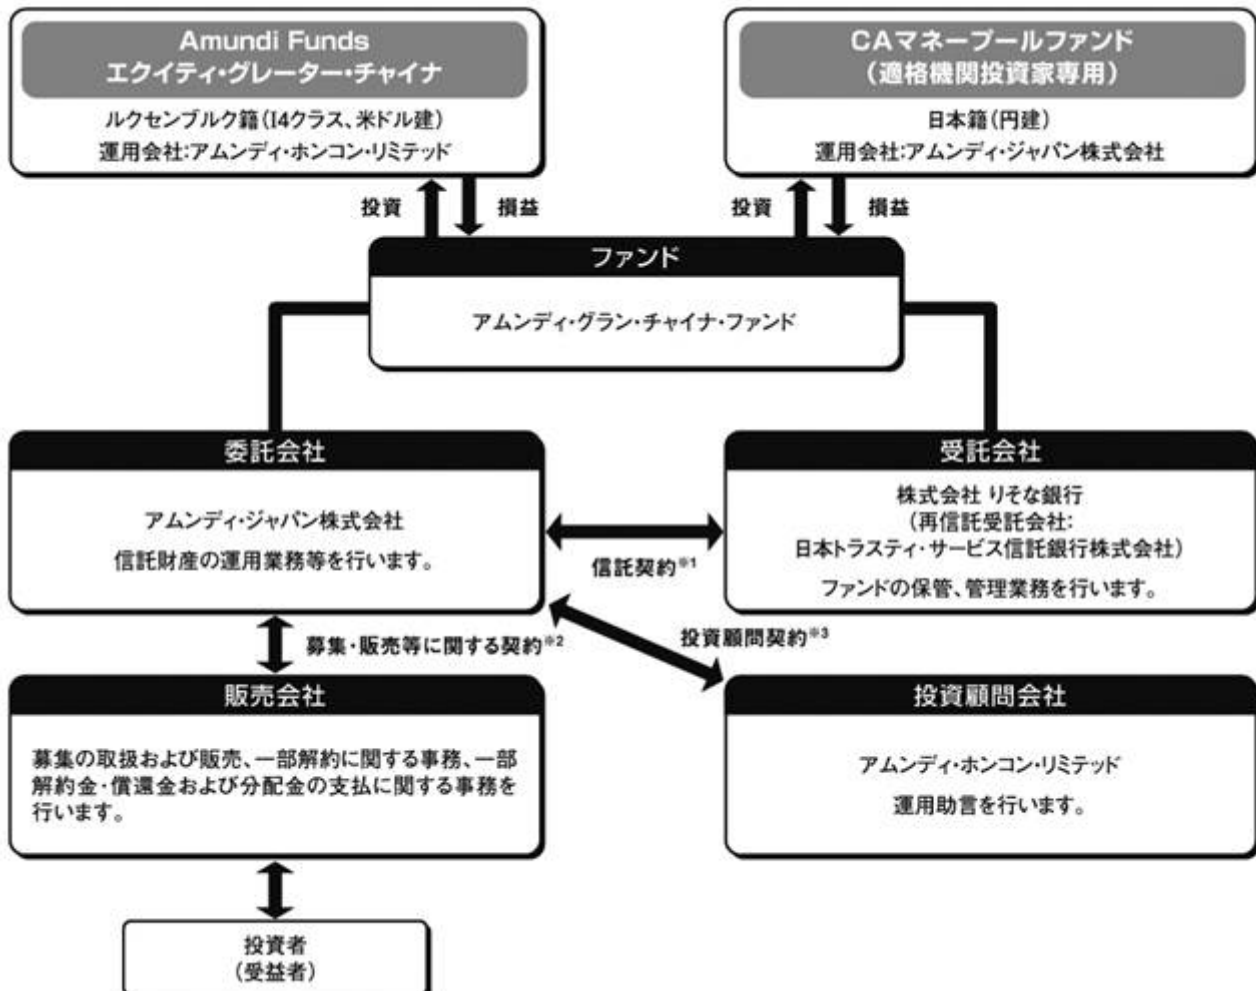 Amundi Funds
エクイティ・グレーター・チャイナ
ルクセンブルク籍(I4クラス、米ドル建)
運用会社:アムンディ・ホンコン・リミテッド
CAマネープールファンド
(適格機関投資家専用)
日本籍(円建)
運用会社:アムンディ・ジャパン株式会社
投資
損益
投資
損益
ファンド
アムンディ・グラン・チャイナ・ファンド
委託会社
アムンディ・ジャパン株式会社
信託財産の運用業務等を行います。
信託契約※1
受託会社
株式会社 りそな銀行
(再信託受託会社:
日本トラスティ・サービス信託銀行株式会社)
ファンドの保管、管理業務を行います。
募集・販売等に関する契約※2
投資顧問契約※3
販売会社
募集の取扱および販売、一部解約に関する事務、一部
解約金・償還金および分配金の支払に関する事務を
行います。
投資顧問会社
アムンディ・ホンコン・リミテッド
運用助言を行います。
投資者
(受益者)